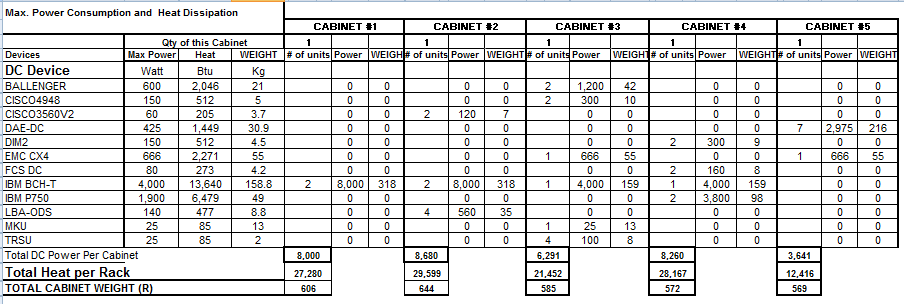 Max. Power Consumption and Heat Dissipation
CABINET #1 CABINET #2 CABINET #3 CABINET #4 CABINET #5
Qty of this Cabinet 1 1 1 1 1
Devices Max Power Heat WEIGHT # of units Power WEIGH # of units Power WEIGHT # of units Power WEIGHT # of units Power WEIGHT # of units Power WEIGHT
DC Device Watt Btu Kg
BALLENGER 600 2,046 21 0 0 0 0 2 1,200 42 0 0 0 0
CISCO4948 150 512 5 0 0 0 0 2 300 10 0 0 0 0
CISCO3560V2 60 205 3.7 0 0 2 120 7 0 0 0 0 0 0
DAE-DC 425 1,449 30.9 0 0 0 0 0 0 0 0 7 2,975 216
DIM2 150 512 4.5 0 0 0 0 0 0 2 300 9 0 0
EMC CX4 666 2,271 55 0 0 0 0 1 666 55 0 0 1 666 55
FCS DC 80 273 4.2 0 0 0 0 0 0 2 160 8 0 0
IBM BCH-T 4,000 13,640 158.8 2 8,000 318 2 8,000 318 1 4,000 159 1 4,000 159 0 0
IBM P750 1,900 6,479 49 0 0 0 0 0 0 2 3,800 98 0 0
LBA-ODS 140 477 8.8 0 0 4 560 35 0 0 0 0 0 0
MKU 25 85 13 0 0 0 0 1 25 13 0 0 0 0
TRSU 25 85 2 0 0 0 0 4 100 8 0 0 0 0
Total DC Power Per Cabinet 8,000 8,680 6,291 8,260 3,641
Total Heat per Rack 27,280 29,599 21,452 28,167 12,416
TOTAL CABINET WEIGHT (R) 606 644 585 572 569